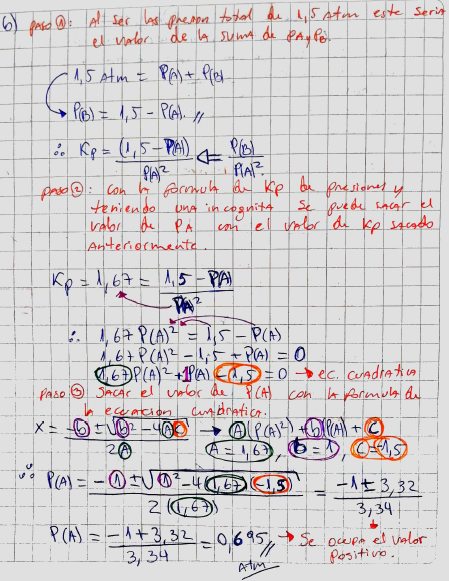 6) paso ①: Al ser las presion total de 1,5 Atm este seria
el valor de la suma de PA y PB.
1,5 Atm = P(A) + P(B)
P(B) = 1,5 - P(A). //
∴ Kp = (1,5 - P(A)) / P(A)² ⇐ P(B) / P(A)²
paso ②: con la formula de Kp de presiones y
teniendo una incognita se puede sacar el
valor de PA con el valor de Kp sacado
Anteriormente.
Kp = 1,67 = 1,5 - P(A) / P(A)²
∴ 1,67 P(A)² = 1,5 - P(A)
1,67 P(A)² - 1,5 + P(A) = 0
1,67 P(A)² + 1P(A) - 1,5 = 0 → ec. cuadratica
paso ③ sacar el valor de P(A) con la formula de
la ecuacion cuadratica.
X = -b ± √b² - 4AC / 2A → A(P(A)²) + b(P(A)) + C
A = 1,67, b = 1, C = -1,5
∴ P(A) = -1 ± √1² - 4(1,67)(-1,5) / 2(1,67) = -1 ± 3,32 / 3,34
P(A) = -1 + 3,32 / 3,34 = 0,695 // Atm → Se ocupa el valor
positivo.